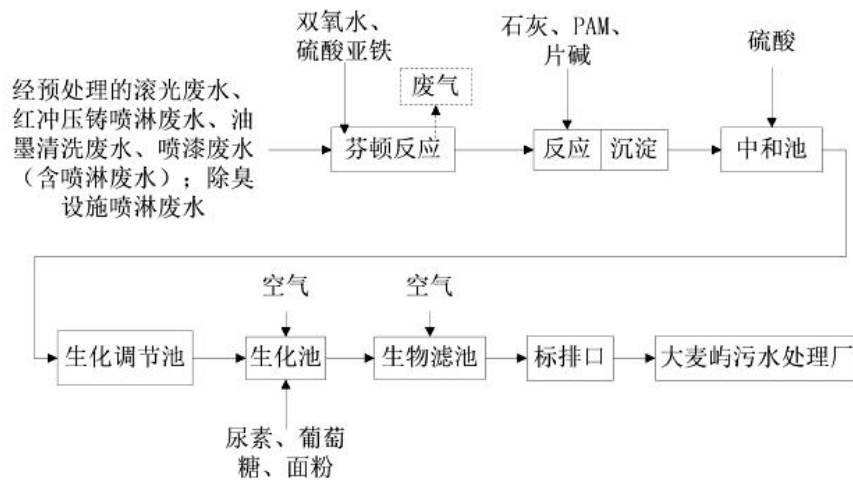 双氧水、
硫酸亚铁
石灰、PAM、
片碱
硫酸
废气
经预处理的滚光废水、
红冲压铸喷淋废水、油
墨清洗废水、喷漆废水
（含喷淋废水）；除臭
设施喷淋废水
芬顿反应
反应
沉淀
中和池
空气
空气
生化调节池
生化池
生物滤池
标排口
大麦屿污水处理厂
尿素、葡萄
糖、面粉